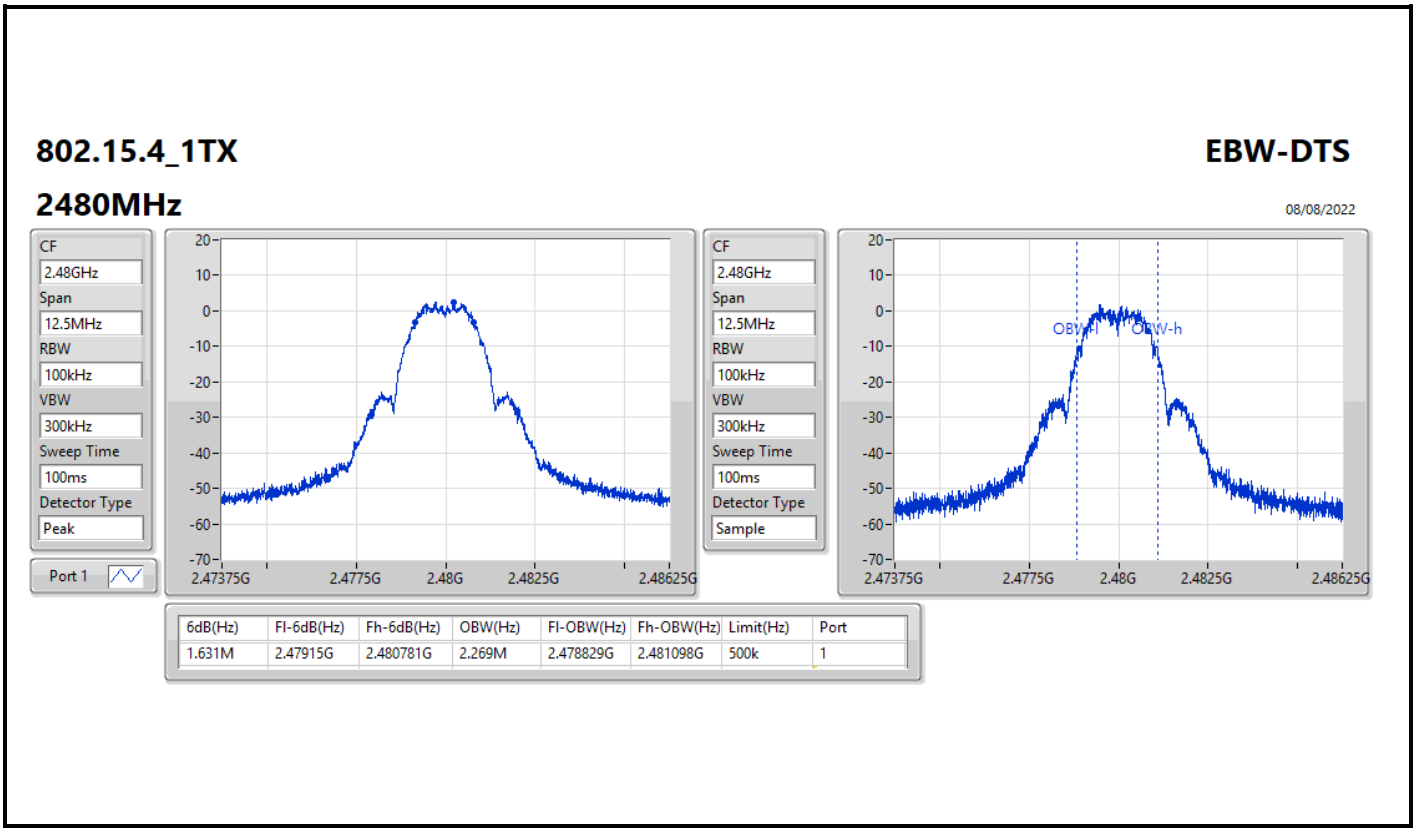 802.15.4_1TX
EBW-DTS
2480MHz
08/08/2022
CF
2.48GHz
Span
12.5MHz
RBW
100kHz
VBW
300kHz
Sweep Time
100ms
Detector Type
Peak
Port 1
20
10
0
-10
-20
-30
-40
-50
-60
-70
2.47375G 2.4775G 2.48G 2.4825G 2.48625G
CF
2.48GHz
Span
12.5MHz
RBW
100kHz
VBW
300kHz
Sweep Time
100ms
Detector Type
Sample
20
10
0
OBW-l OBW-h
-10
-20
-30
-40
-50
-60
-70
2.47375G 2.4775G 2.48G 2.4825G 2.48625G
6dB(Hz) Fl-6dB(Hz) Fh-6dB(Hz) OBW(Hz) Fl-OBW(Hz) Fh-OBW(Hz) Limit(Hz) Port
1.631M 2.47915G 2.480781G 2.269M 2.478829G 2.481098G 500k 1